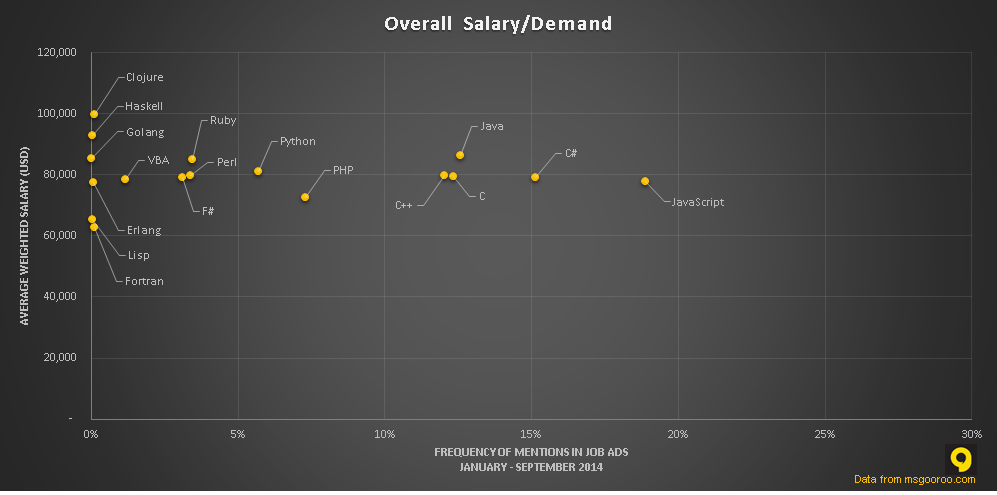 Overall Salary/Demand
120,000
100,000
80,000
60,000
40,000
20,000
-
AVERAGE WEIGHTED SALARY (USD)
Clojure
Haskell
Golang
VBA
Ruby
Perl
F#
Erlang
Lisp
Fortran
Python
PHP
Java
C++
C
C#
JavaScript
0%
5%
10%
15%
20%
25%
30%
FREQUENCY OF MENTIONS IN JOB ADS
JANUARY - SEPTEMBER 2014
Data from msgooroo.com